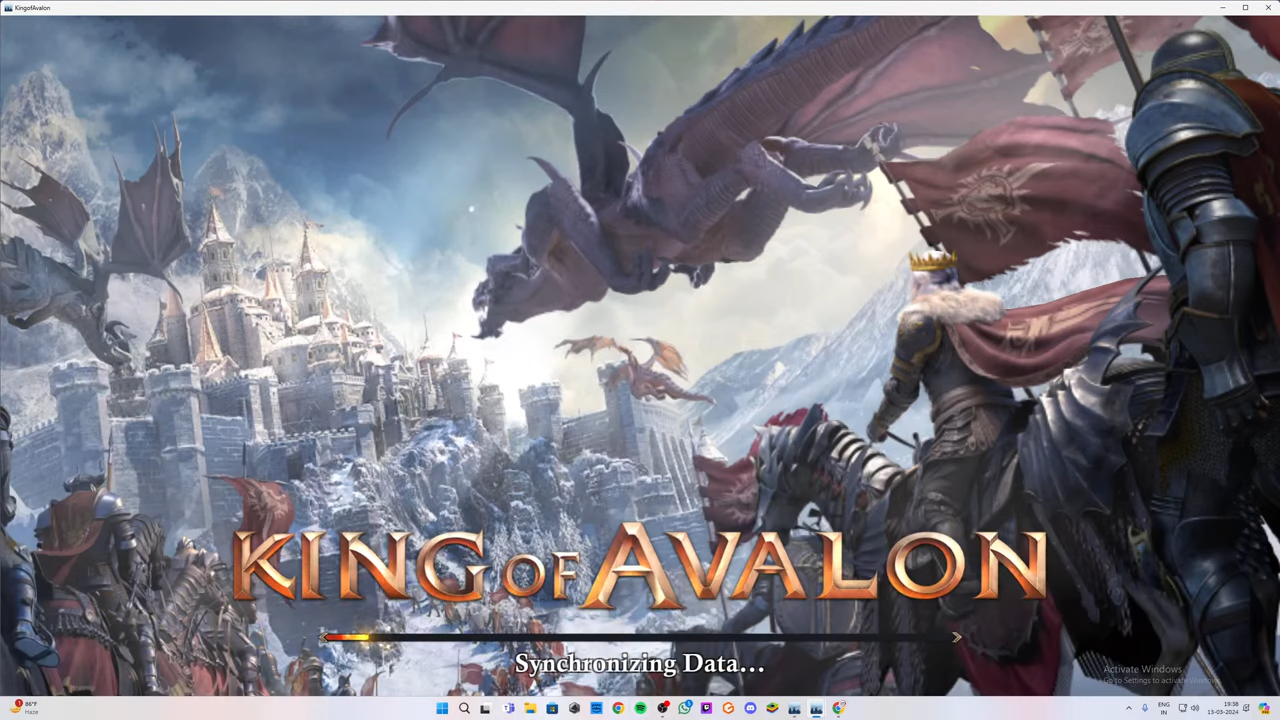 KingofAvalon
KING OF AVALON
Synchronizing Data...
Activate Windows
Go to Settings to activate Windows.
1
86°F
Haze
ENG
IN
19:38
13-03-2024